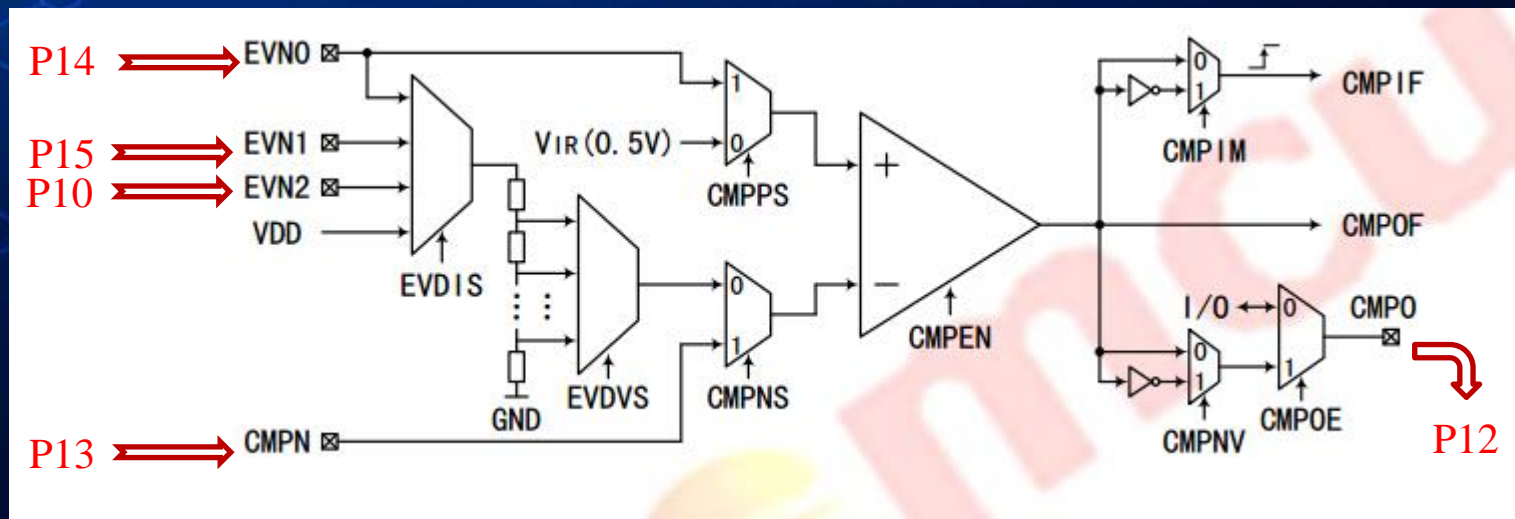 P14
EVN0
P15
EVN1
P10
EVN2
VDD
EVDIS
GND
EVDVS
P13
CMPN
1
VIR(0.5V)
0
CMPPS
0
1
CMPNS
+
−
CMPEN
0
1
CMPIM
CMPIF
CMPOF
I/O
0
1
CMPNV
0
1
CMPOE
CMPO
P12
mcu